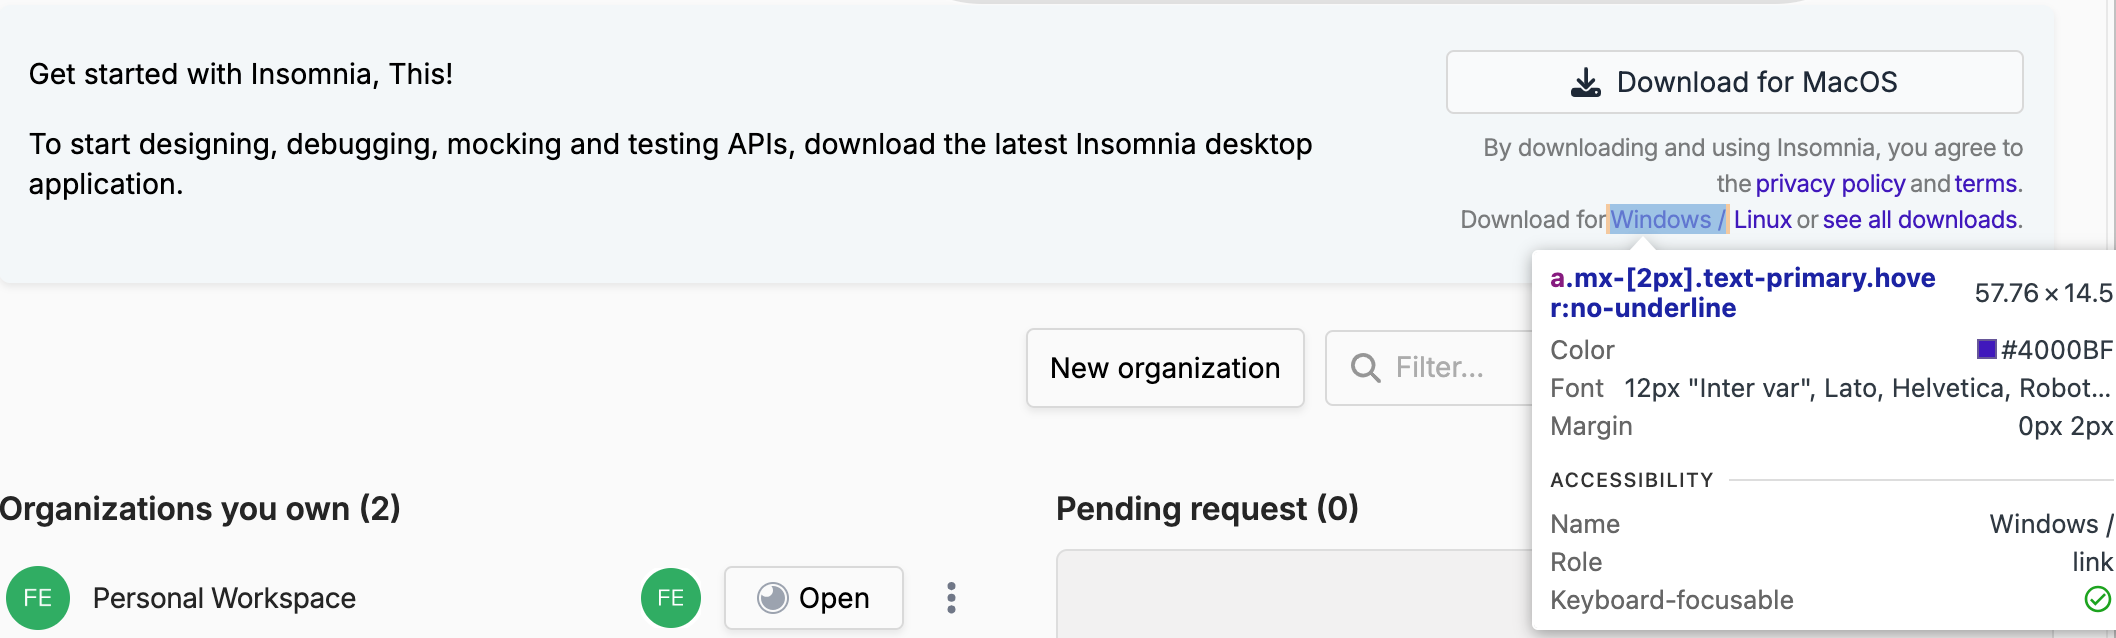 Get started with Insomnia, This!
To start designing, debugging, mocking and testing APIs, download the latest Insomnia desktop
application.
Download for MacOS
By downloading and using Insomnia, you agree to
the privacy policy and terms.
Download for Windows / Linux or see all downloads.
a.mx-[2px].text-primary.hove
r:no-underline
57.76 × 14.5
Color #4000BF
Font 12px "Inter var", Lato, Helvetica, Robot...
Margin 0px 2px
ACCESSIBILITY
Name Windows /
Role link
Keyboard-focusable
New organization
Filter...
Organizations you own (2)
Pending request (0)
FE Personal Workspace FE Open